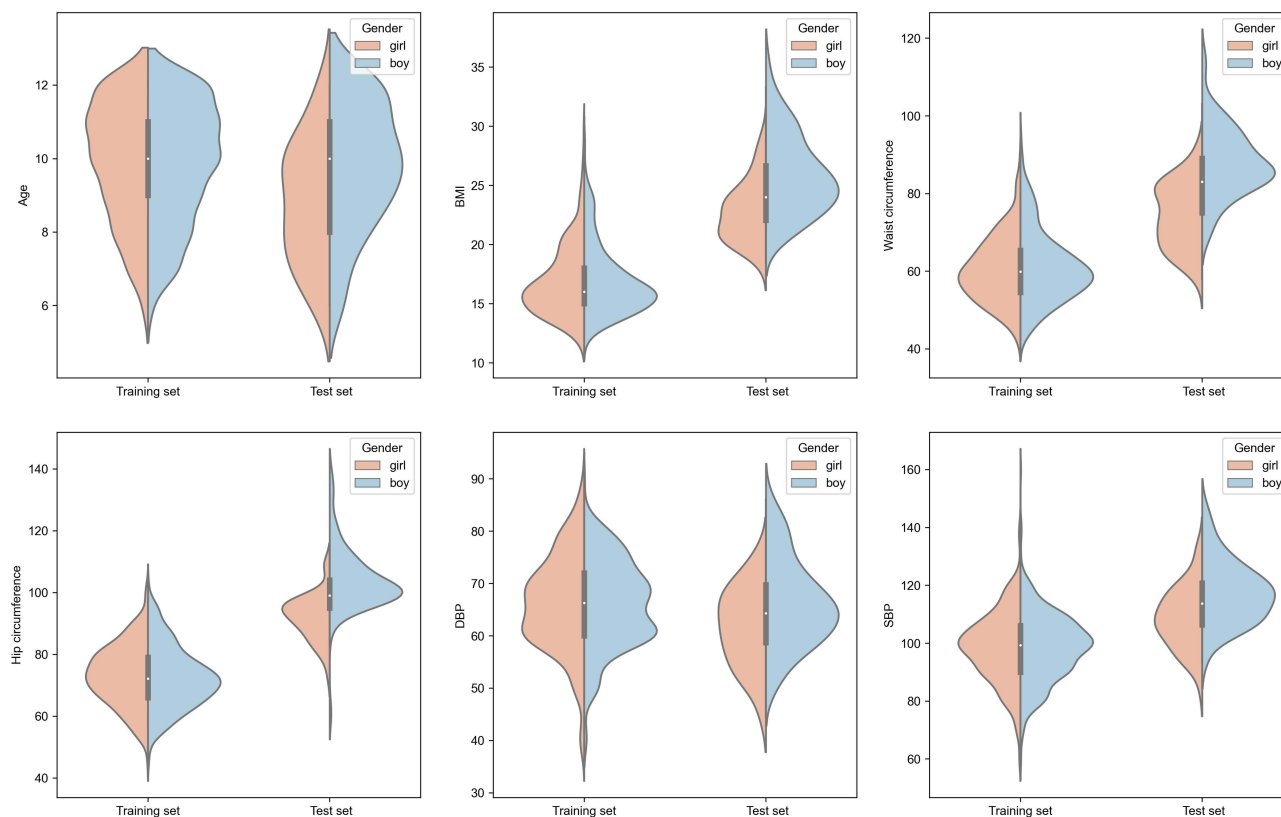 Age
12
10
8
6
Gender
girl
boy
Training set
Test set
BMI
35
30
25
20
15
10
Gender
girl
boy
Training set
Test set
Waist circumference
120
100
80
60
40
Gender
girl
boy
Training set
Test set
Hip circumference
140
120
100
80
60
40
Gender
girl
boy
Training set
Test set
DBP
90
80
70
60
50
40
30
Gender
girl
boy
Training set
Test set
SBP
160
140
120
100
80
60
Gender
girl
boy
Training set
Test set